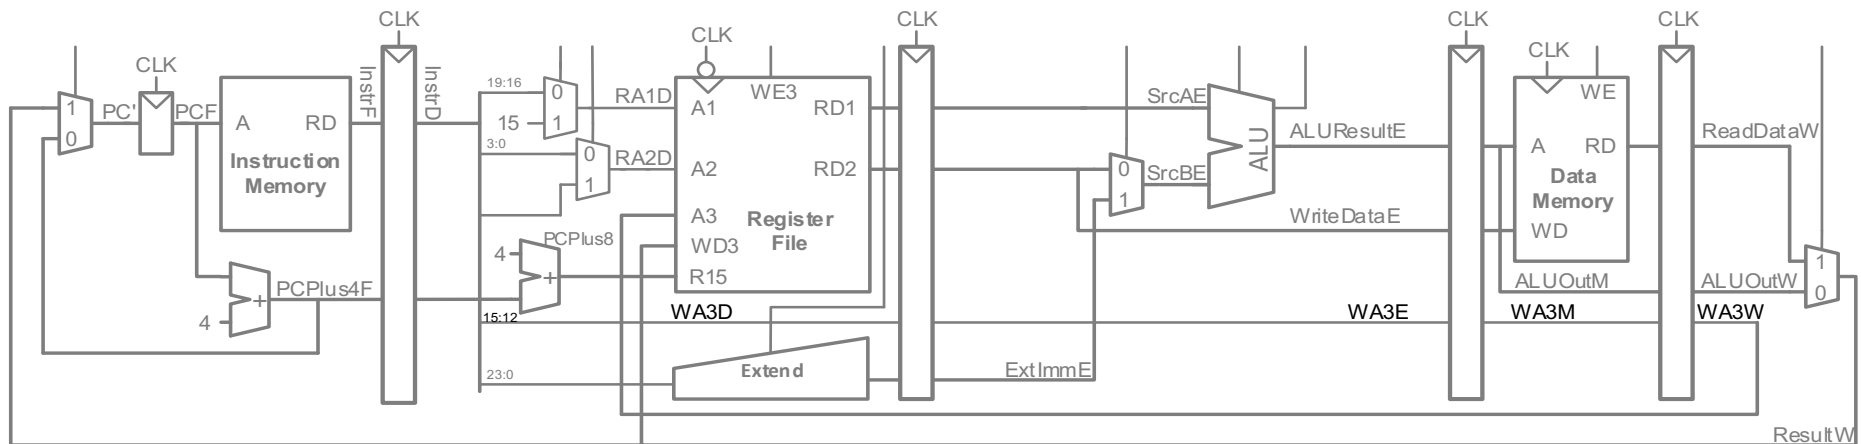 CLK
CLK
CLK
CLK
CLK
CLK
CLK
1
0
PC'
PCF
A
RD
Instruction
Memory
InstrF
InstrD
PCPlus4F
+
4
19:16
0
1
15
RA1D
3:0
0
1
RA2D
A1
A2
A3
WD3
R15
WE3
RD1
RD2
Register
File
4
+
PCPlus8
15:12
WA3D
23:0
Extend
ExtImmE
SrcAE
0
1
SrcBE
ALU
ALUResultE
WriteDataE
WA3E
WE
A
RD
Data
Memory
WD
ALUOutM
WA3M
ReadDataW
ALUOutW
WA3W
1
0
ResultW